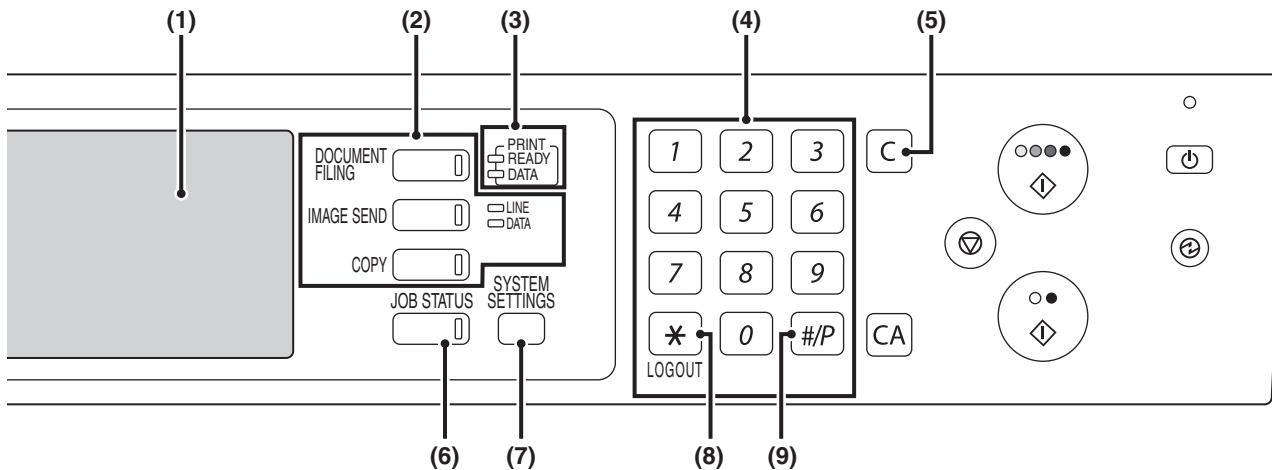 (1) (2) (3) (4) (5)
DOCUMENT
FILING
PRINT
READY
DATA
IMAGE SEND
LINE
DATA
COPY
JOB STATUS
SYSTEM
SETTINGS
1 2 3 C
4 5 6
7 8 9
* 0 #/P CA
LOGOUT
(6) (7) (8) (9)